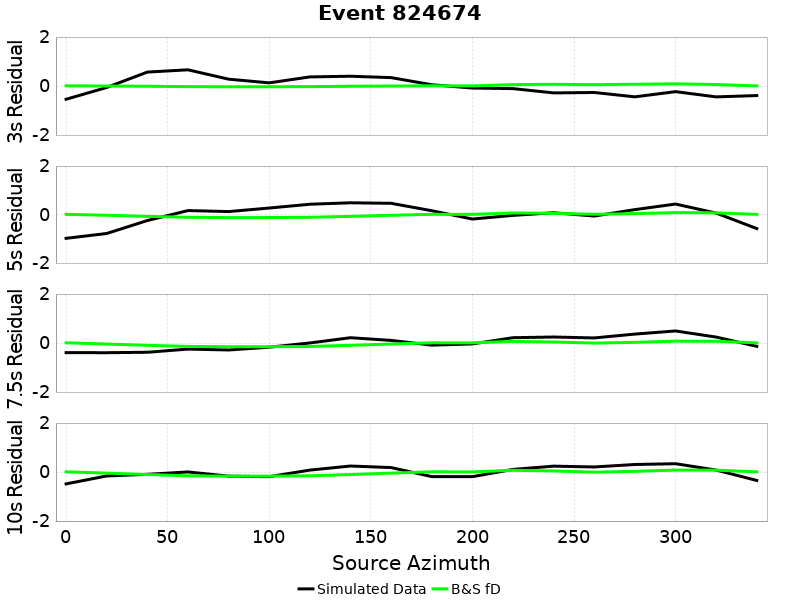 Event 824674
3s Residual
2
0
-2
5s Residual
2
0
-2
7.5s Residual
2
0
-2
10s Residual
2
0
-2
0 50 100 150 200 250 300
Source Azimuth
Simulated Data B&S fD